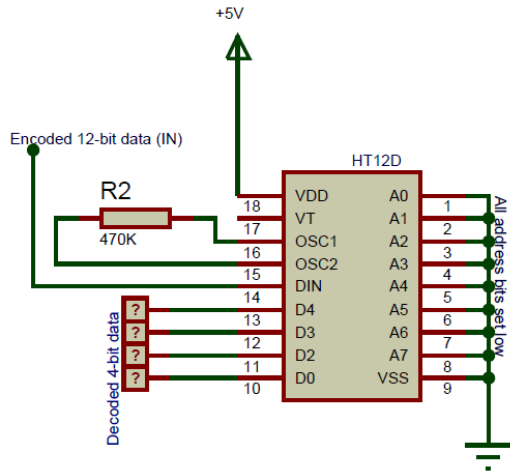 +5V
Encoded 12-bit data (IN)
HT12D
R2
470K
VDD
VT
OSC1
OSC2
DIN
D4
D3
D2
D0
18
17
16
15
14
13
12
11
10
A0
A1
A2
A3
A4
A5
A6
A7
VSS
1
2
3
4
5
6
7
8
9
All address bits set low
?
?
?
?
Decoded 4-bit data